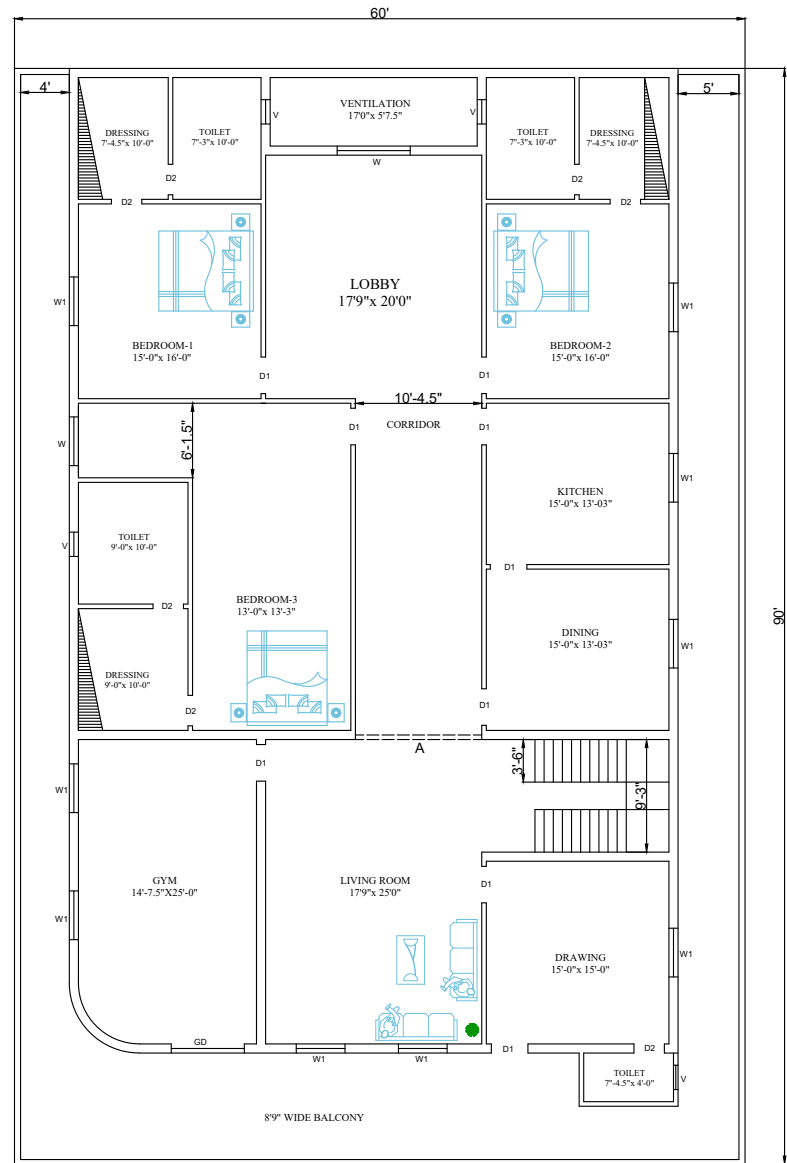 60'
4'
5'
DRESSING
7'-4.5"x 10'-0"
TOILET
7"-3"x 10'-0"
V
VENTILATION
17'0"x 5'7.5"
V
TOILET
7"-3"x 10'-0"
DRESSING
7'-4.5"x 10'-0"
W
D2
D2
D2
D2
LOBBY
17'9"x 20'0"
W1
W1
BEDROOM-1
15'-0"x 16'-0"
BEDROOM-2
15'-0"x 16'-0"
D1
D1
10'-4.5"
CORRIDOR
D1
D1
6'-1.5"
W
W1
KITCHEN
15'-0"x 13'-03"
TOILET
9'-0"x 10'-0"
V
D1
BEDROOM-3
13'-0"x 13'-3"
D2
DINING
15'-0"x 13'-03"
W1
90'
DRESSING
9'-0"x 10'-0"
D2
D1
A
3'-6"
9'-3"
D1
W1
GYM
14'-7.5"X25'-0"
LIVING ROOM
17'9"x 25'0"
D1
W1
DRAWING
15'-0"x 15'-0"
W1
GD
W1
W1
D1
D2
TOILET
7"-4.5"x 4'-0"
V
8'9" WIDE BALCONY